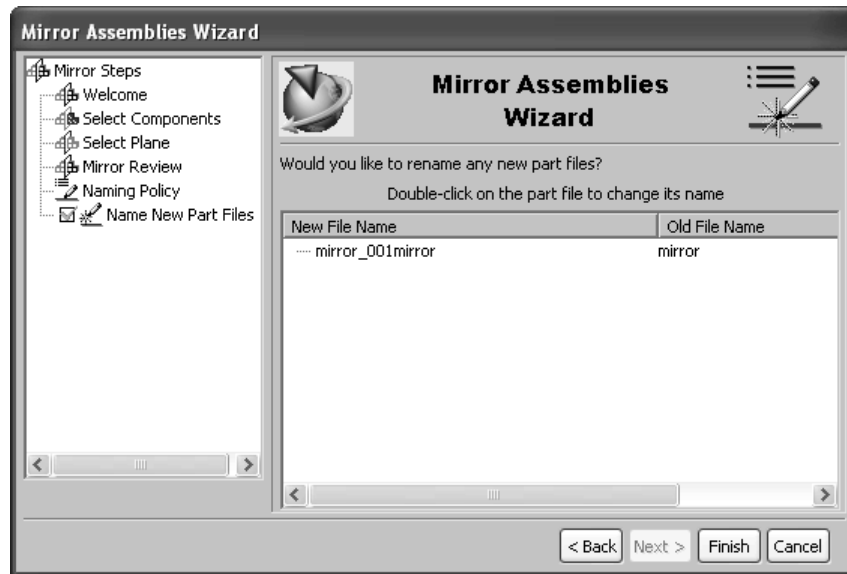 Mirror Assemblies Wizard
Mirror Steps
Welcome
Select Components
Select Plane
Mirror Review
Naming Policy
Name New Part Files
Mirror Assemblies
Wizard
Would you like to rename any new part files?
Double-click on the part file to change its name
New File Name Old File Name
mirror_001mirror mirror
< Back Next > Finish Cancel